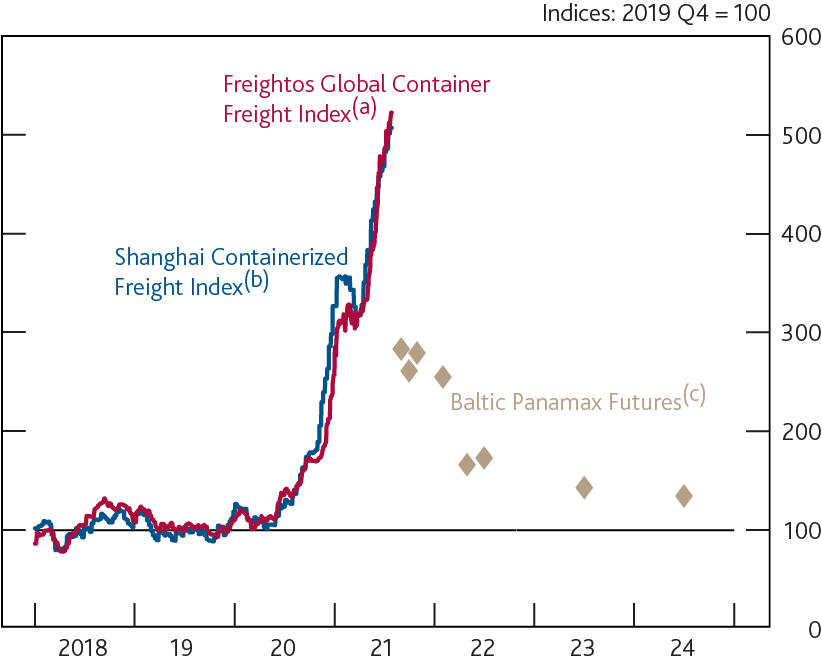 Indices: 2019 Q4 = 100
600
Freightos Global Container
Freight Index(a)
500
400
Shanghai Containerized
Freight Index(b)
300
Baltic Panamax Futures(c)
200
100
0
2018 19 20 21 22 23 24